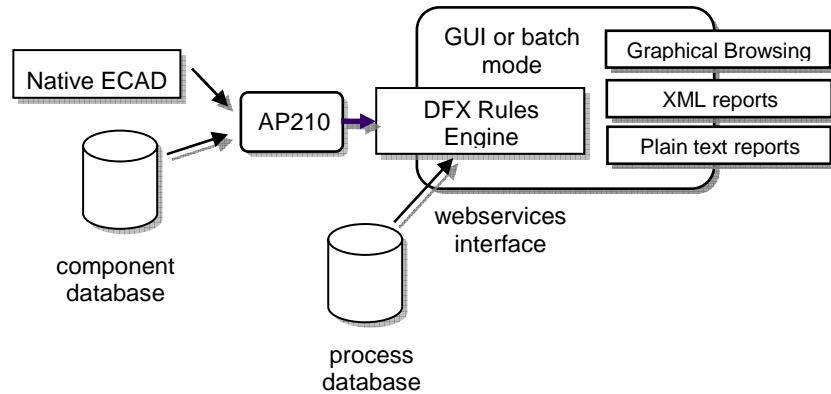 GUI or batch
mode
Graphical Browsing
Native ECAD
XML reports
AP210
DFX Rules
Engine
Plain text reports
webservices
interface
component
database
process
database